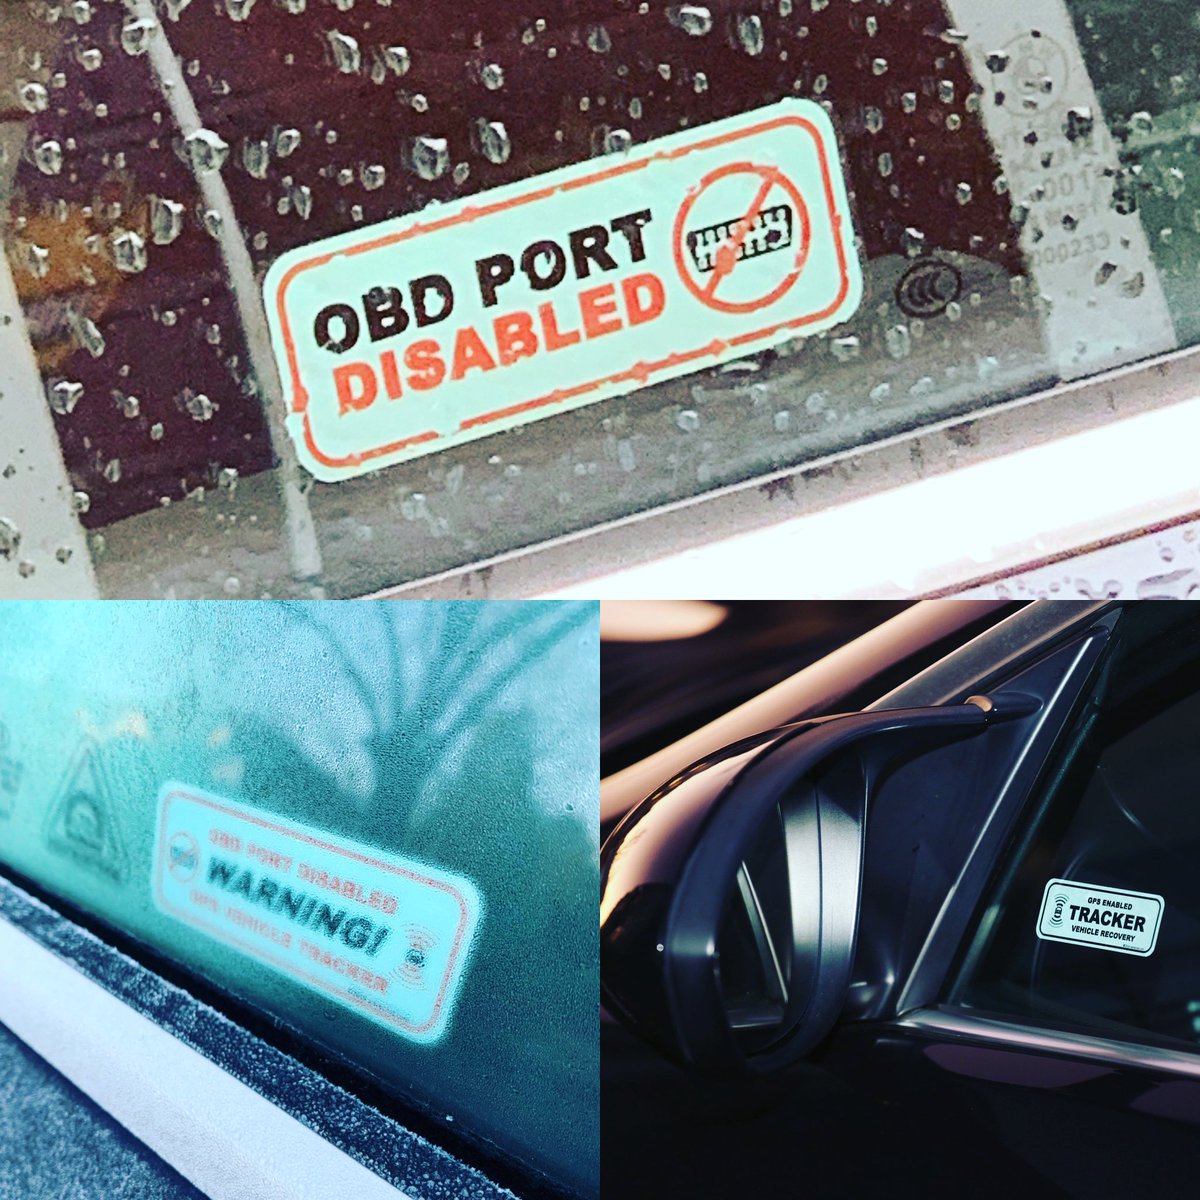 OBD PORT
DISABLED
OBD PORT DISABLED
WARNING!
GPS VEHICLE TRACKER
GPS ENABLED
TRACKER
VEHICLE RECOVERY